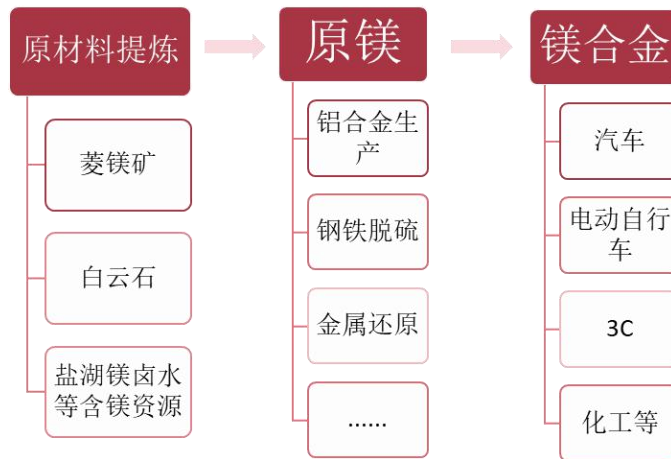 原材料提炼
菱镁矿
白云石
盐湖镁卤水
等含镁资源
原镁
铝合金生
产
钢铁脱硫
金属还原
......
镁合金
汽车
电动自行
车
3C
化工等